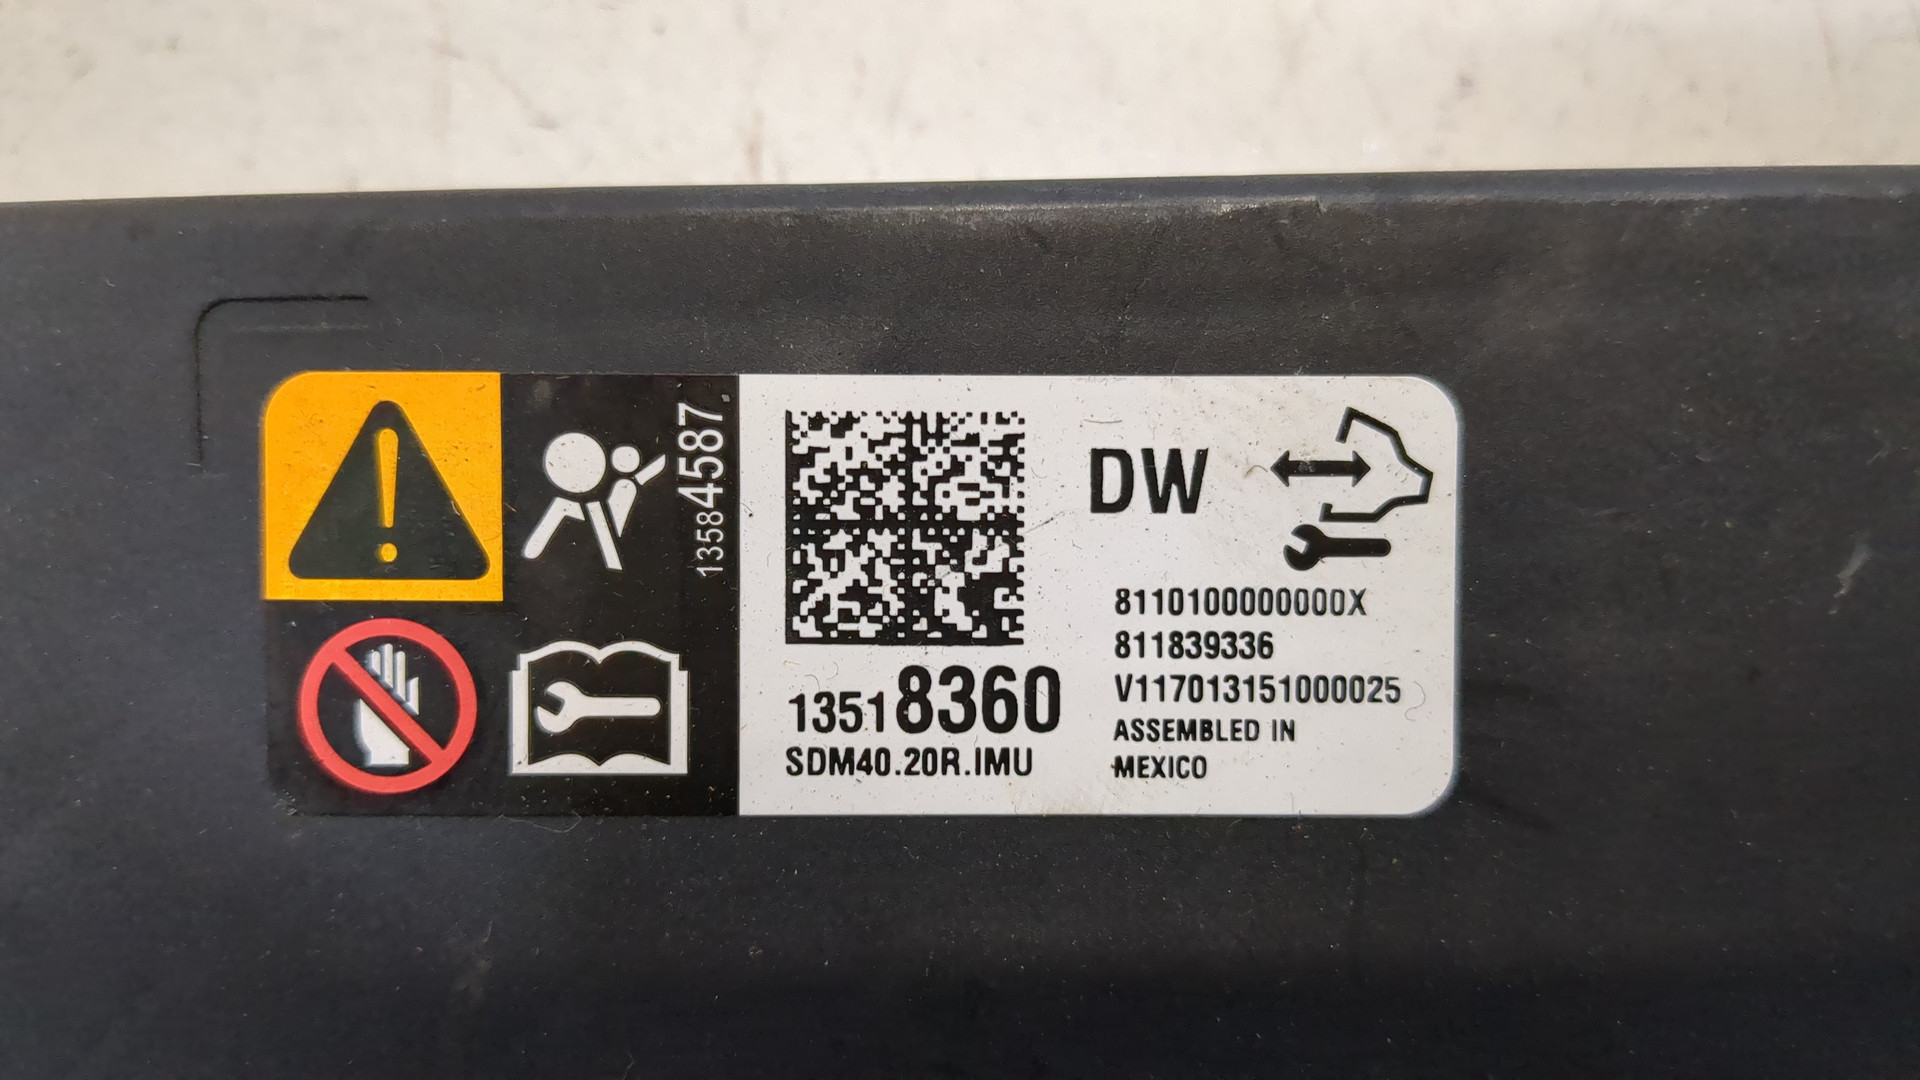 13584587
DW
13518360
SDM40.20R.IMU
8110100000000X
811839336
V117013151000025
ASSEMBLED IN
MEXICO